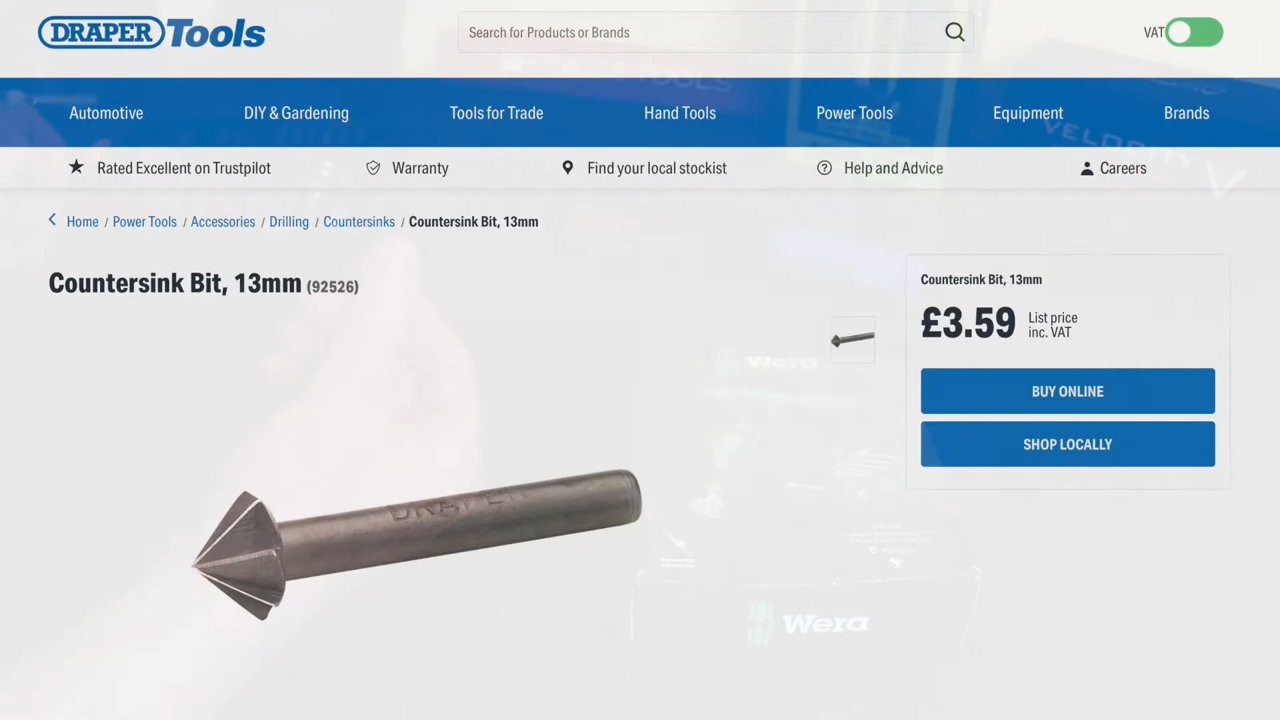 DRAPER Tools
Search for Products or Brands
VAT
Automotive
DIY & Gardening
Tools for Trade
Hand Tools
Power Tools
Equipment
Brands
VELOCITY
Rated Excellent on Trustpilot
Warranty
Find your local stockist
Help and Advice
Careers
Home / Power Tools / Accessories / Drilling / Countersinks / Countersink Bit, 13mm
Countersink Bit, 13mm (92526)
Countersink Bit, 13mm
£3.59
List price
inc. VAT
Wera
BUY ONLINE
SHOP LOCALLY
DRAPER
Wera